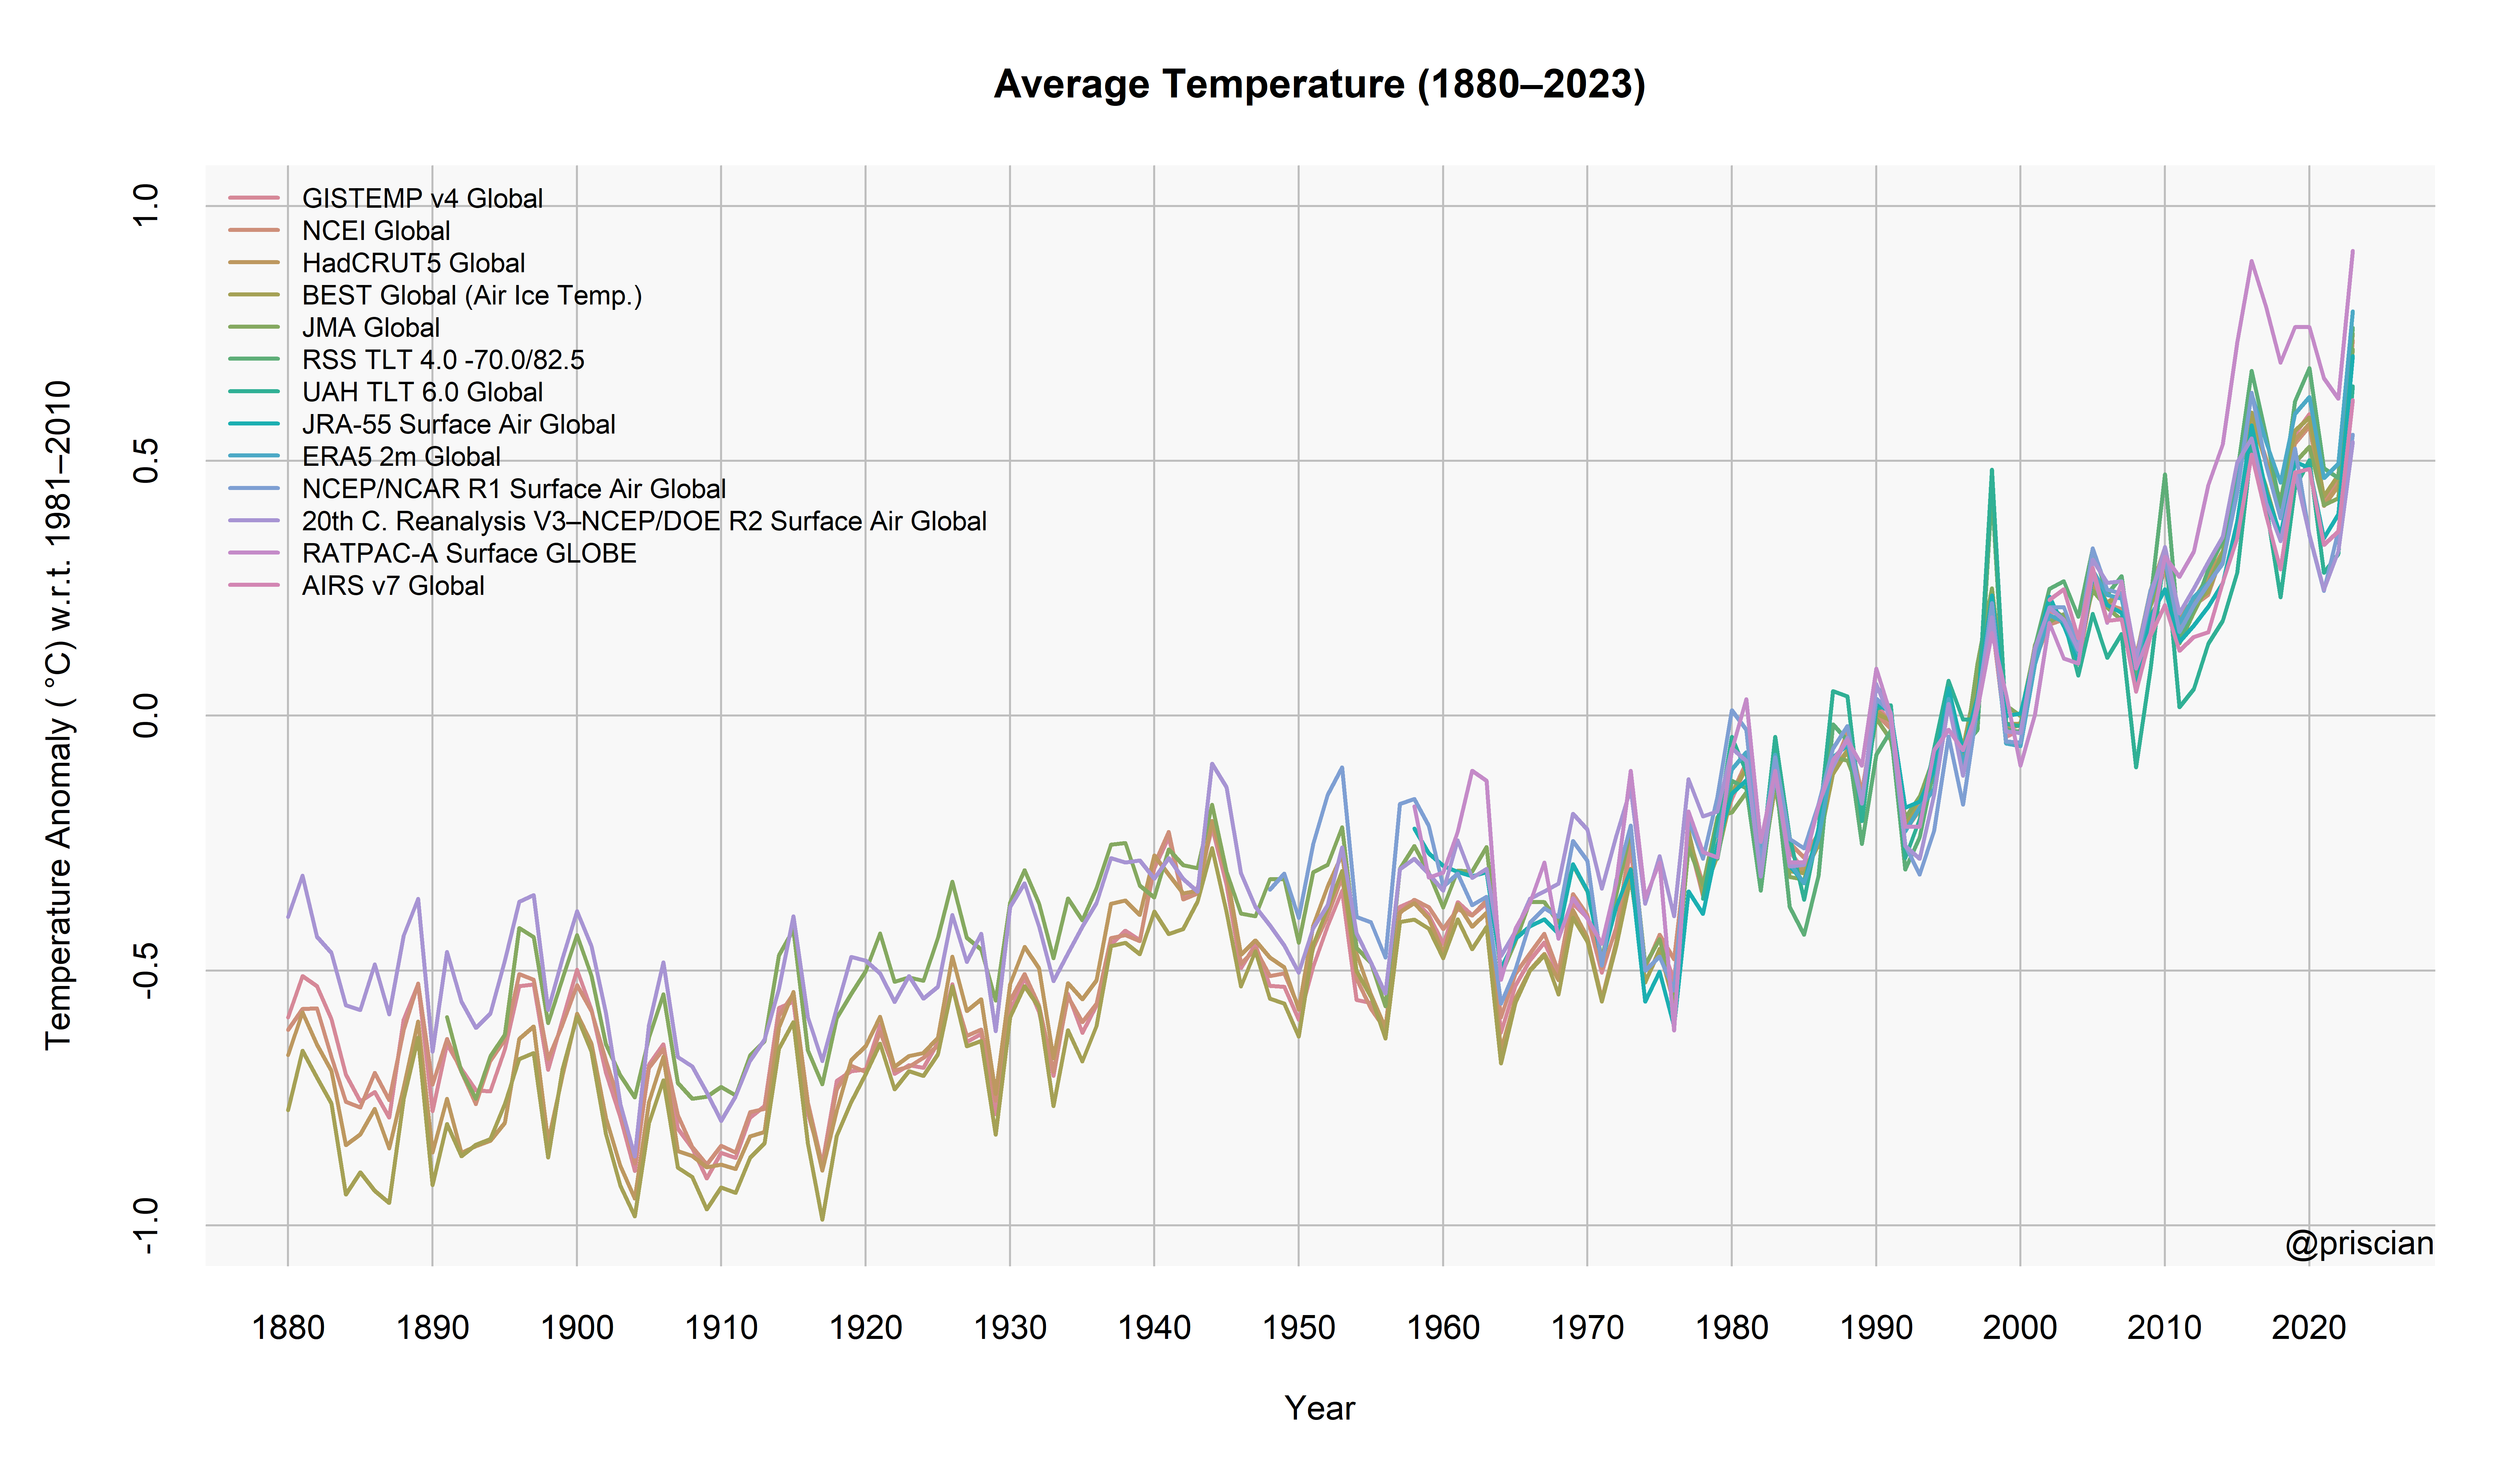 Average Temperature (1880–2023)
Temperature Anomaly ( °C) w.r.t. 1981–2010
1.0
0.5
0.0
-0.5
-1.0
GISTEMP v4 Global
NCEI Global
HadCRUT5 Global
BEST Global (Air Ice Temp.)
JMA Global
RSS TLT 4.0 -70.0/82.5
UAH TLT 6.0 Global
JRA-55 Surface Air Global
ERA5 2m Global
NCEP/NCAR R1 Surface Air Global
20th C. Reanalysis V3–NCEP/DOE R2 Surface Air Global
RATPAC-A Surface GLOBE
AIRS v7 Global
@priscian
1880 1890 1900 1910 1920 1930 1940 1950 1960 1970 1980 1990 2000 2010 2020
Year